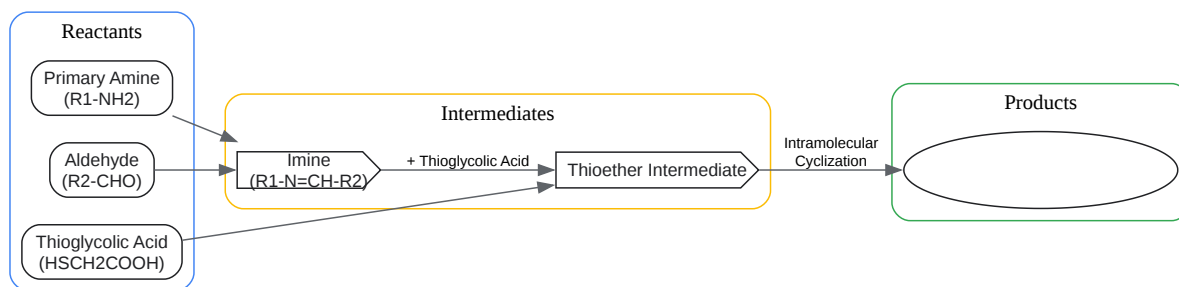 Reactants
Primary Amine
(R1-NH2)
Aldehyde
(R2-CHO)
Thioglycolic Acid
(HSCH2COOH)
Intermediates
Imine
(R1-N=CH-R2)
+ Thioglycolic Acid
Thioether Intermediate
Intramolecular
Cyclization
Products